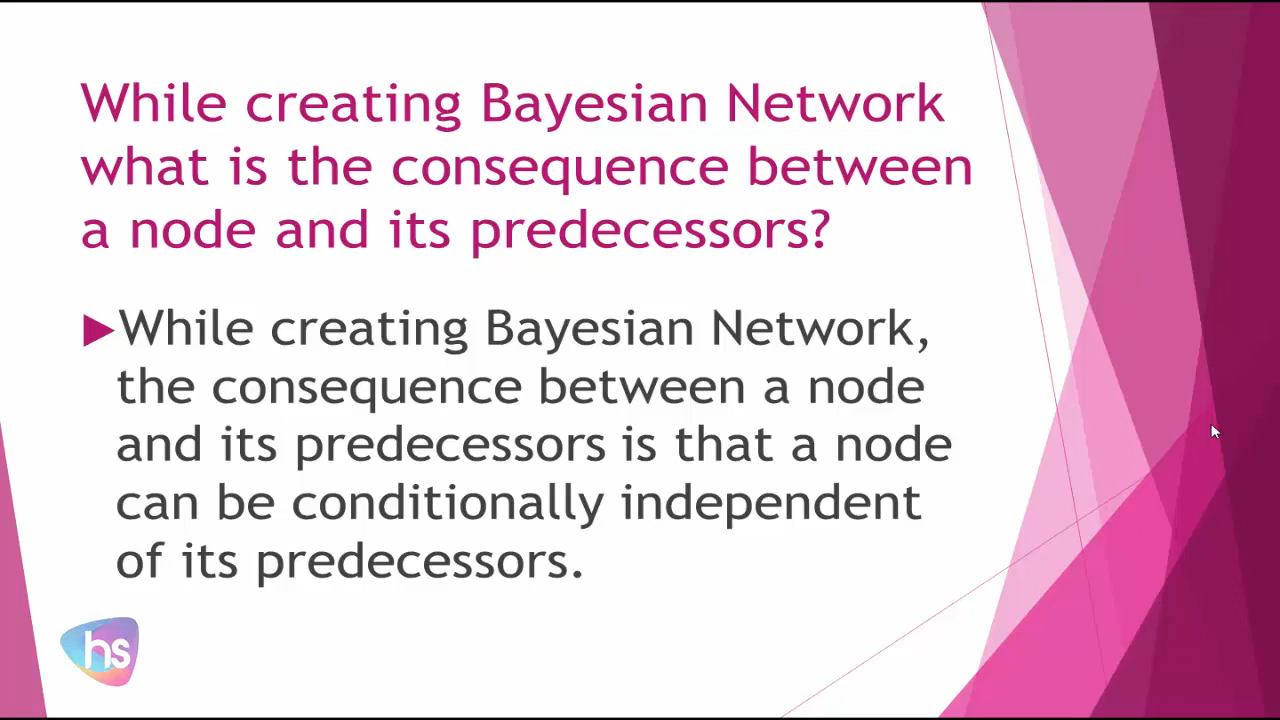 While creating Bayesian Network
what is the consequence between
a node and its predecessors?
While creating Bayesian Network,
the consequence between a node
and its predecessors is that a node
can be conditionally independent
of its predecessors.
hs